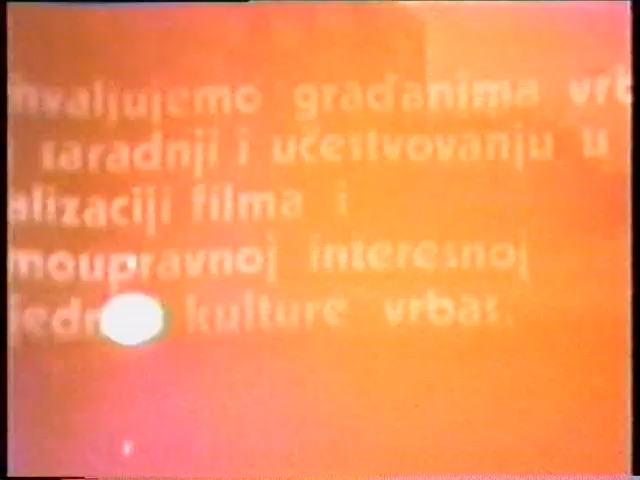 hvaljujemo građanima vrb
saradnji i učestvovanju u
alizaciji filma i
moupravnoj interesnoj
kulture vrbas.